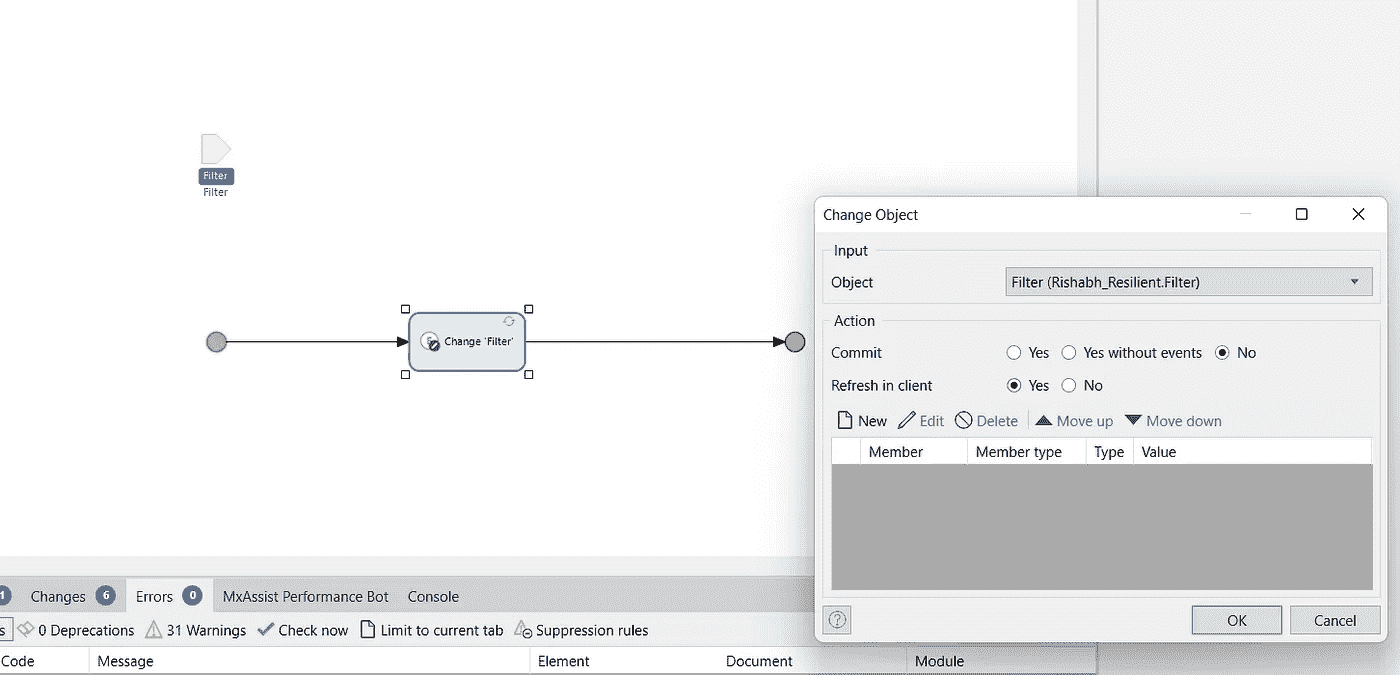 Filter
Filter
Change 'Filter'
Change Object
Input
Object Filter (Rishabh_Resilient.Filter)
Action
Commit Yes Yes without events No
Refresh in client Yes No
New Edit Delete Move up Move down
Member Member type Type Value
OK Cancel
1 Changes 6 Errors 0 MxAssist Performance Bot Console
s 0 Deprecations 31 Warnings Check now Limit to current tab Suppression rules
Code Message Element Document Module